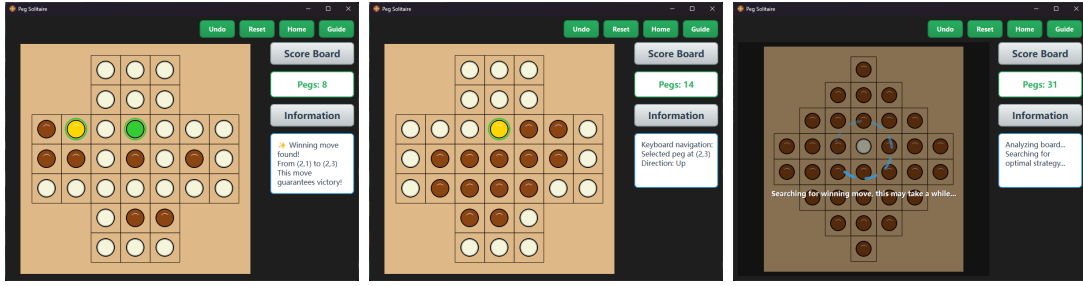 Peg Solitaire
Undo Reset Home Guide
Score Board
Pegs: 8
Information
✨ Winning move
found!
From (2,1) to (2,3)
This move
guarantees victory!
Peg Solitaire
Undo Reset Home Guide
Score Board
Pegs: 14
Information
Keyboard navigation:
Selected peg at (2,3)
Direction: Up
Peg Solitaire
Undo Reset Home Guide
Score Board
Pegs: 31
Information
Analyzing board...
Searching for
optimal strategy...
Searching for winning move, this may take a while...